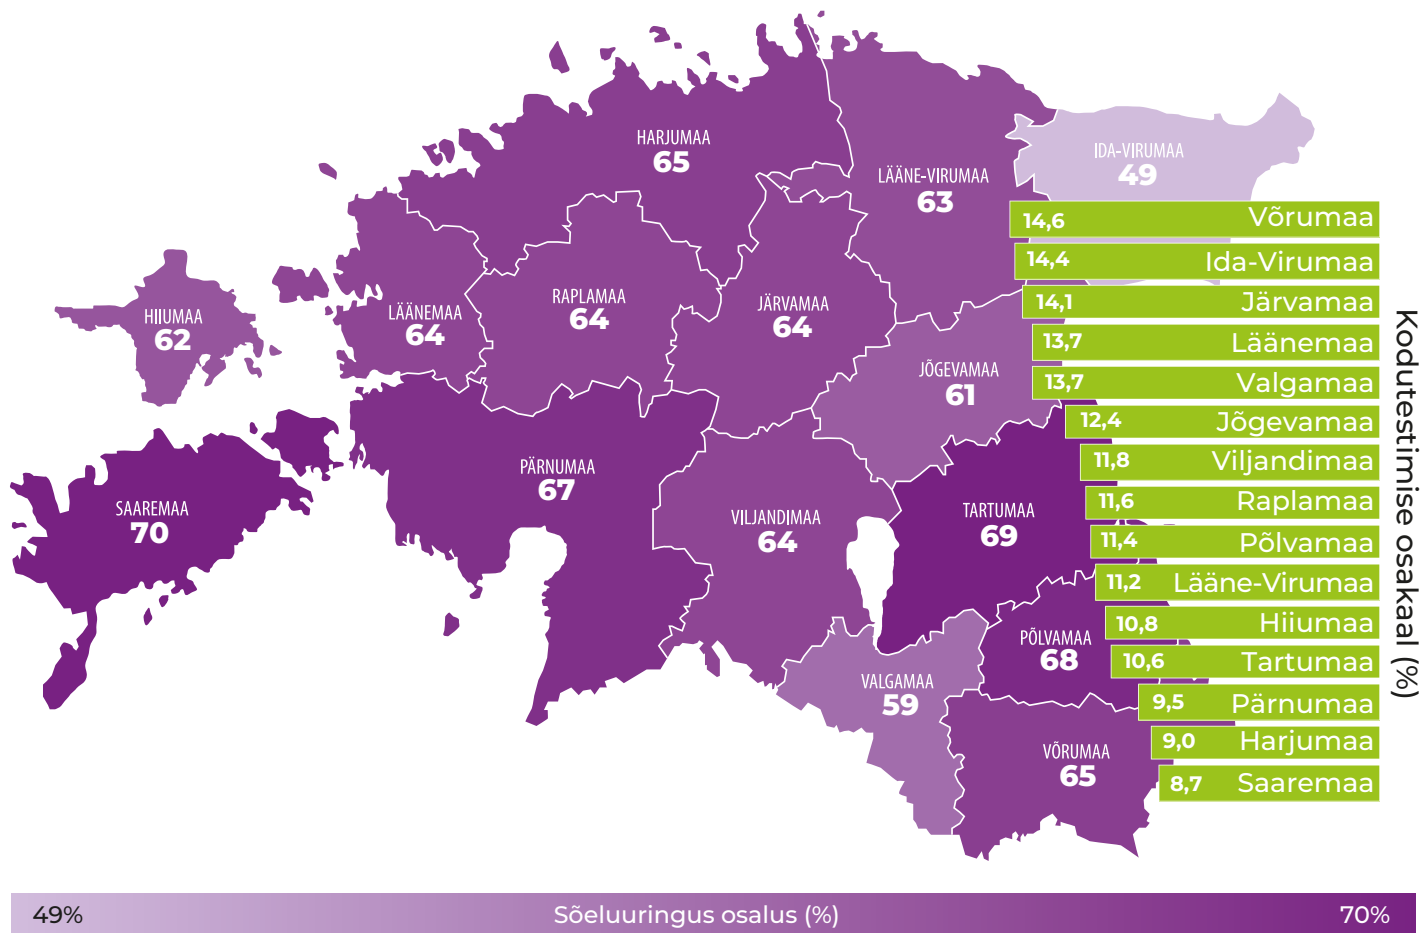 HARJUMAA
65
LÄÄNE-VIRUMAA
63
IDA-VIRUMAA
49
HIIUMAA
62
LÄÄNEMAA
64
RAPLAMAA
64
JÄRVAMAA
64
JÕGEVAMAA
61
SAAREMAA
70
PÄRNUMAA
67
VILJANDIMAA
64
TARTUMAA
69
PÕLVAMAA
68
VALGAMAA
59
VÕRUMAA
65
14,6 Võrumaa
14,4 Ida-Virumaa
14,1 Järvamaa
13,7 Läänemaa
13,7 Valgamaa
12,4 Jõgevamaa
11,8 Viljandimaa
11,6 Raplamaa
11,4 Põlvamaa
11,2 Lääne-Virumaa
10,8 Hiiumaa
10,6 Tartumaa
9,5 Pärnumaa
9,0 Harjumaa
8,7 Saaremaa
Kodutestimise osakaal (%)
49% Sõeluuringus osalus (%) 70%